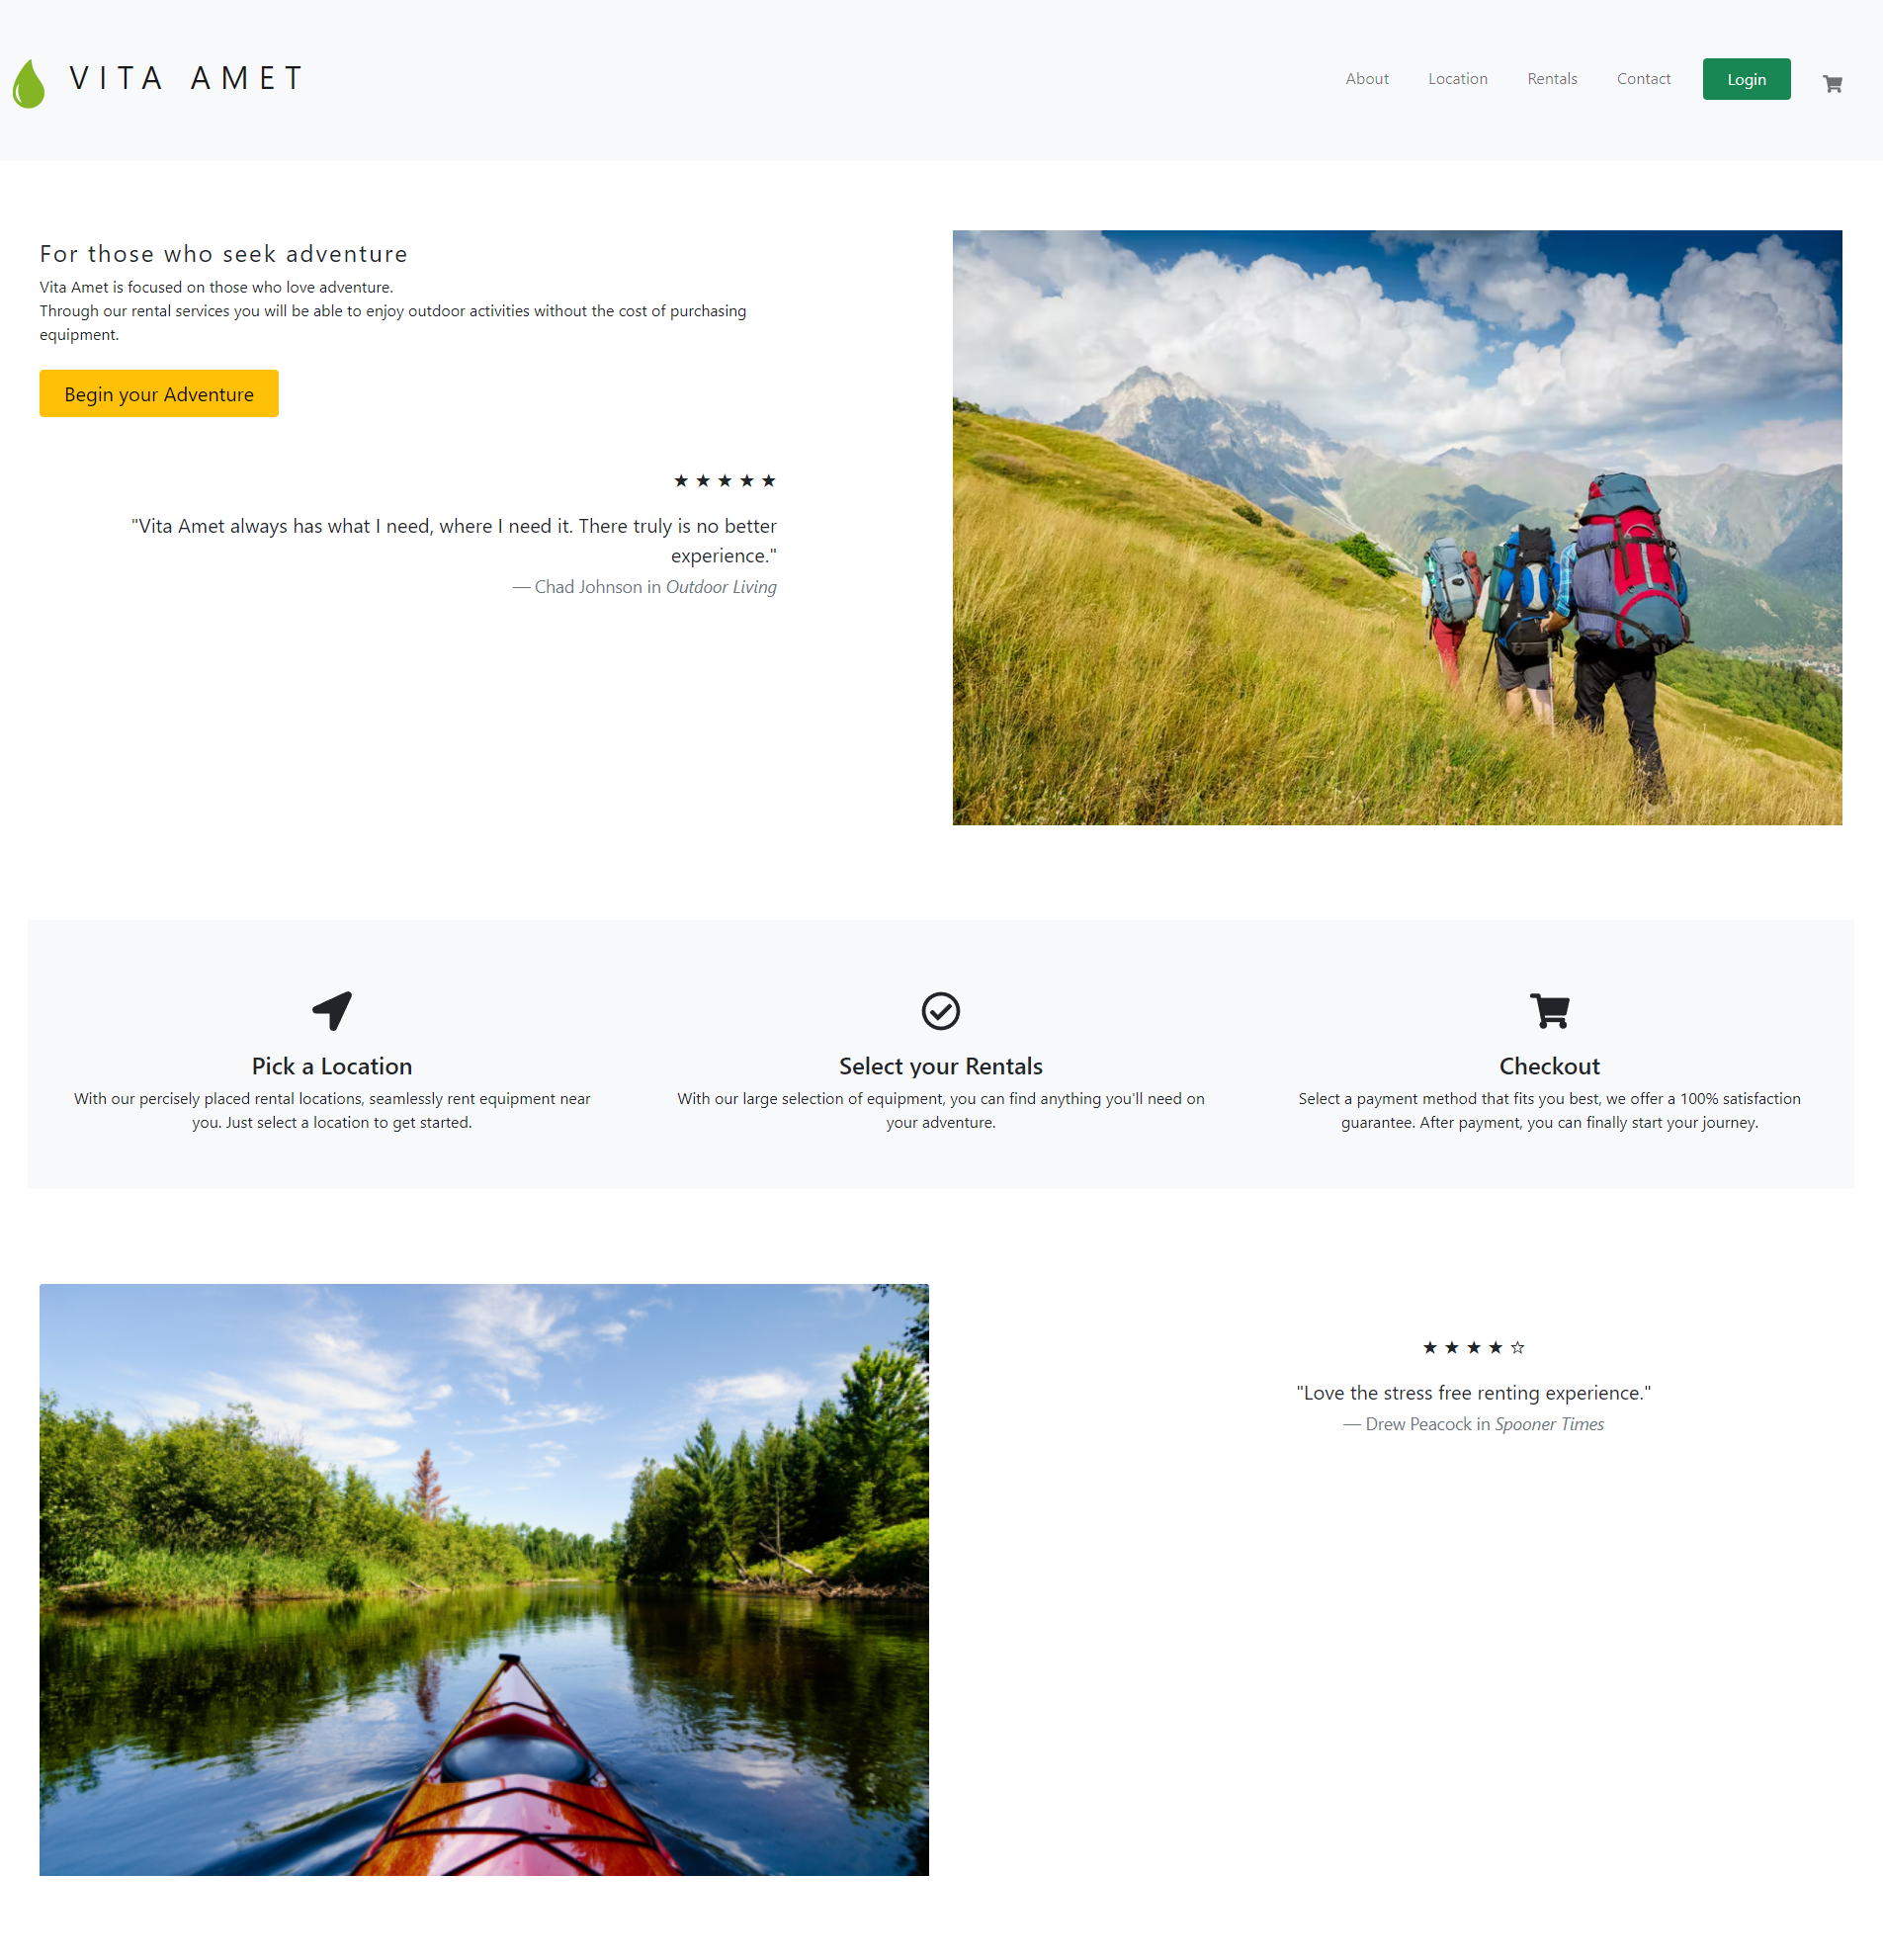 VITA AMET
About Location Rentals Contact Login
For those who seek adventure
Vita Amet is focused on those who love adventure.
Through our rental services you will be able to enjoy outdoor activities without the cost of purchasing
equipment.
Begin your Adventure
★ ★ ★ ★ ★
"Vita Amet always has what I need, where I need it. There truly is no better
experience."
— Chad Johnson in Outdoor Living
Pick a Location
With our percisely placed rental locations, seamlessly rent equipment near
you. Just select a location to get started.
Select your Rentals
With our large selection of equipment, you can find anything you'll need on
your adventure.
Checkout
Select a payment method that fits you best, we offer a 100% satisfaction
guarantee. After payment, you can finally start your journey.
★ ★ ★ ★ ☆
"Love the stress free renting experience."
— Drew Peacock in Spooner Times